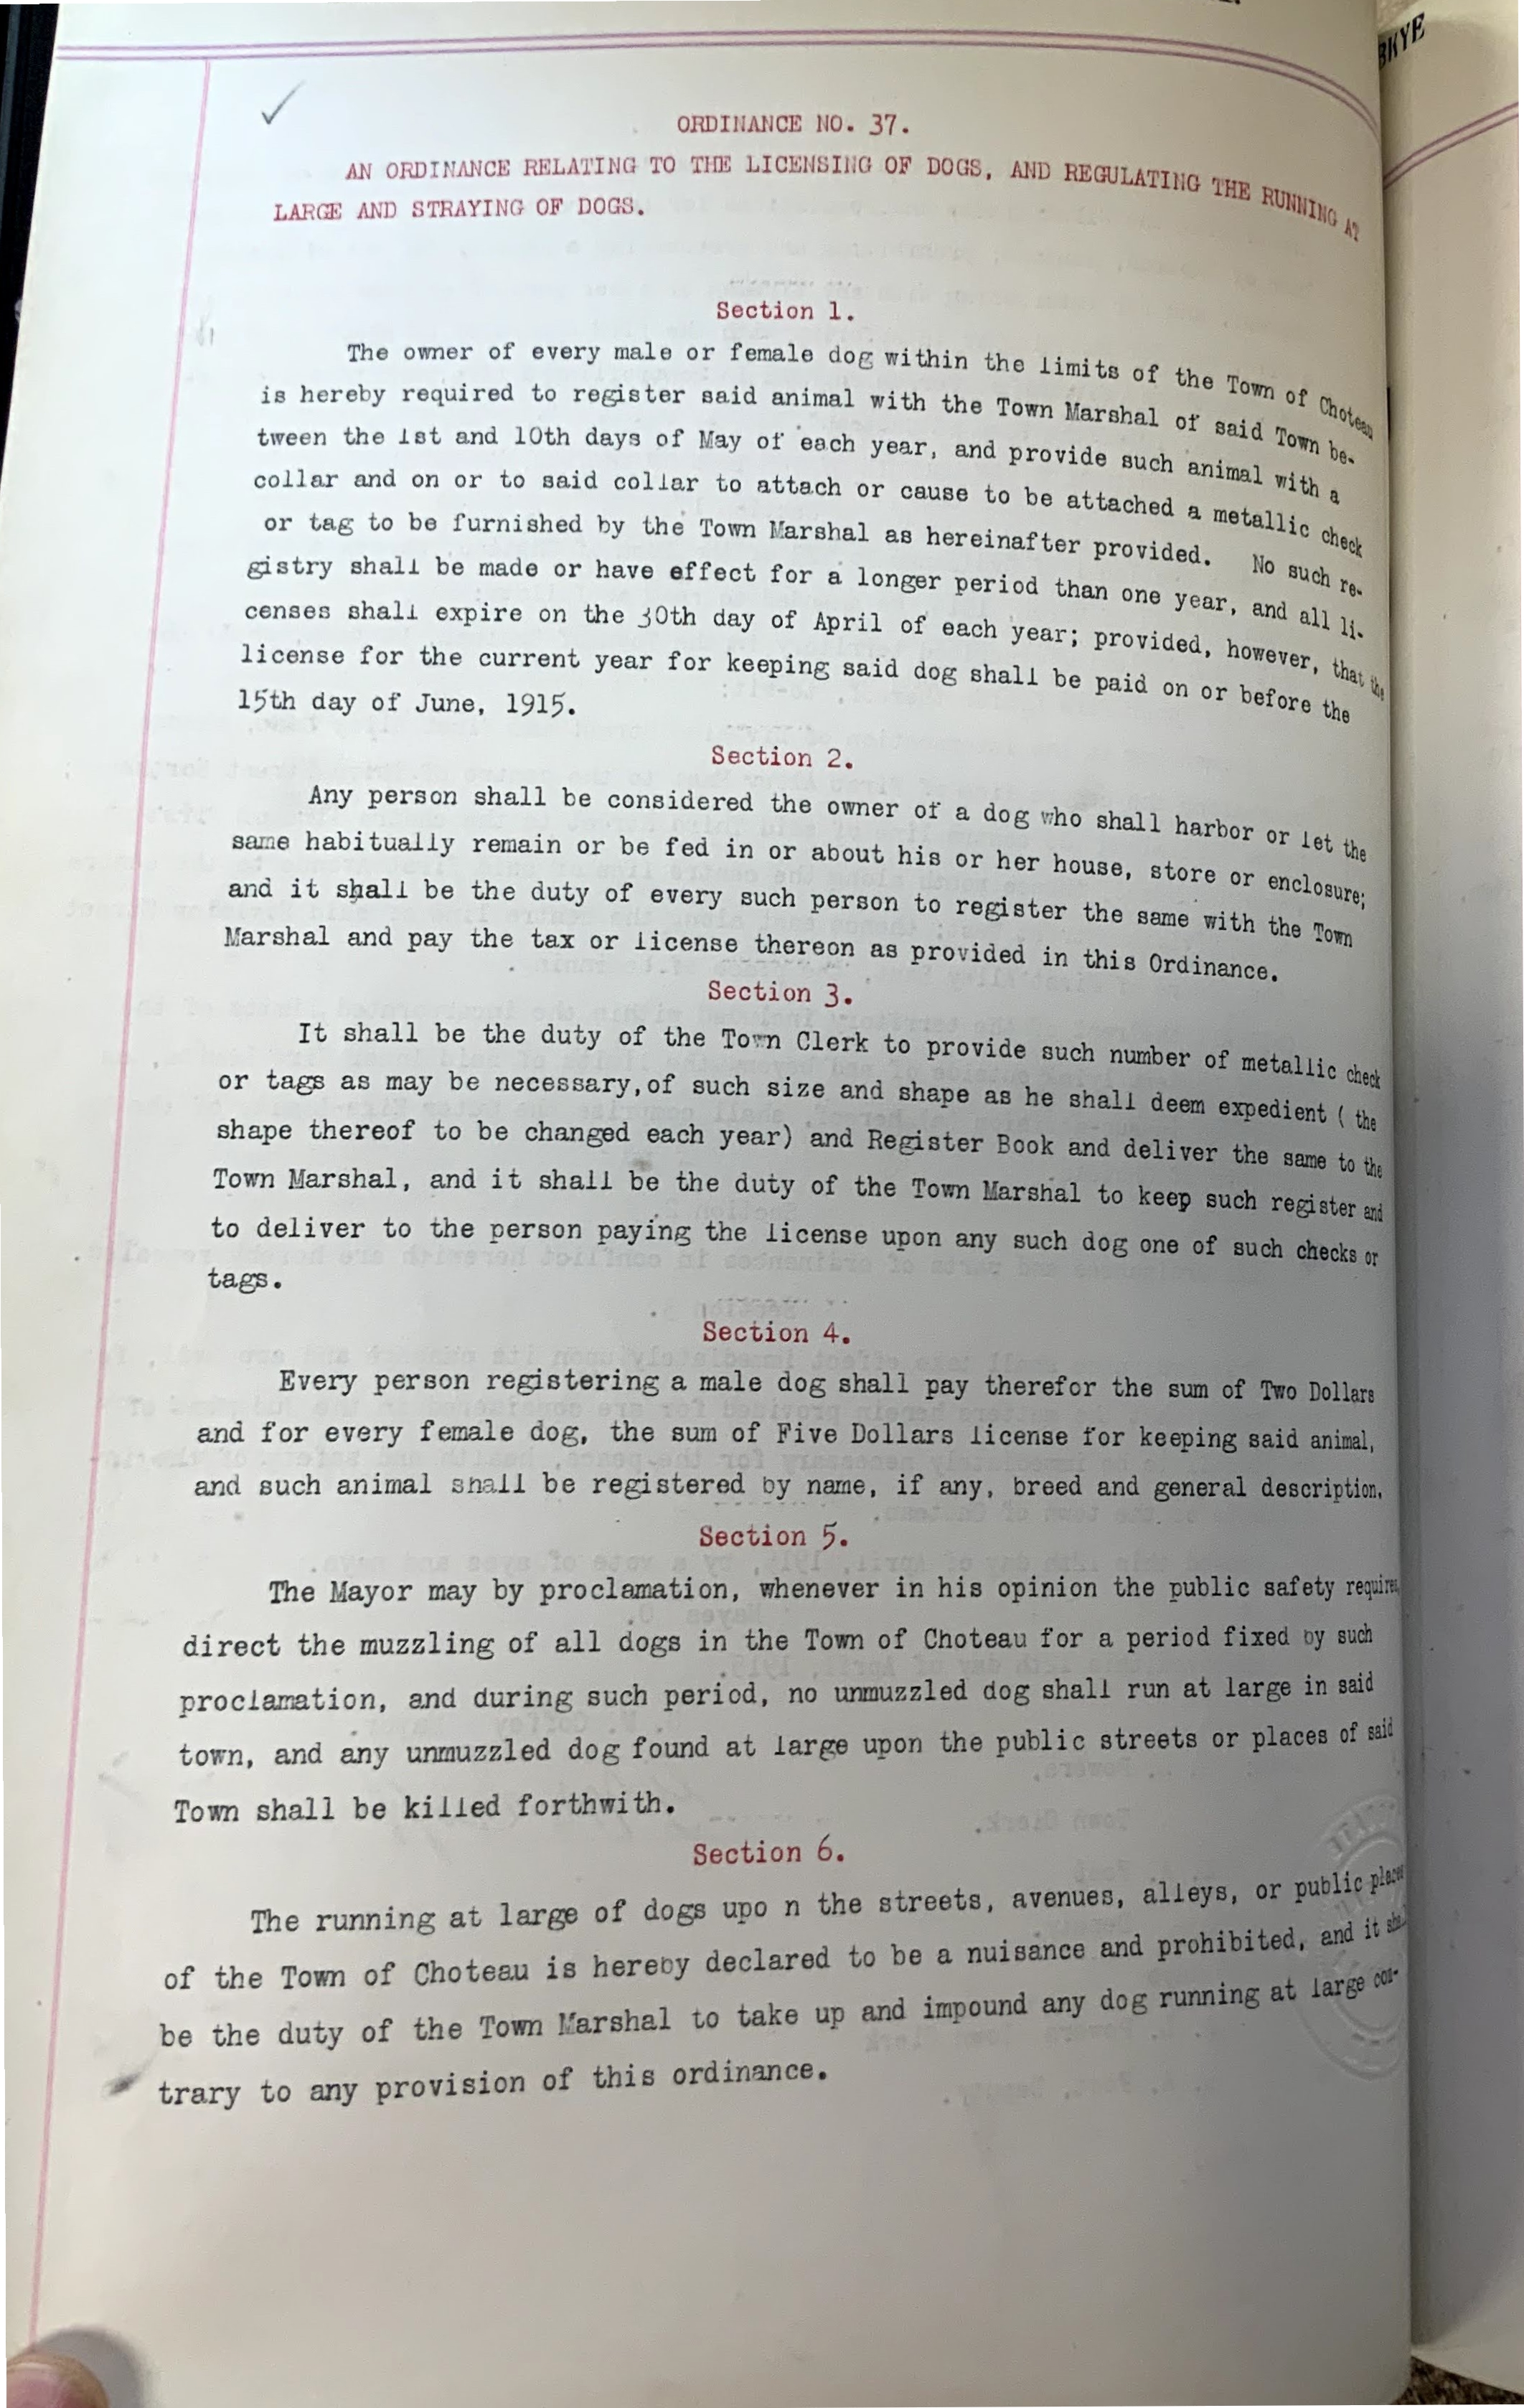 BKYE
ORDINANCE NO. 37.
AN ORDINANCE RELATING TO THE LICENSING OF DOGS, AND REGULATING THE RUNNING AT
LARGE AND STRAYING OF DOGS.
Section 1.
The owner of every male or female dog within the limits of the Town of Choteau
is hereby required to register said animal with the Town Marshal of said Town be-
tween the 1st and 10th days of May of each year, and provide such animal with a
collar and on or to said collar to attach or cause to be attached a metallic check
or tag to be furnished by the Town Marshal as hereinafter provided. No such re-
gistry shall be made or have effect for a longer period than one year, and all li-
censes shall expire on the 30th day of April of each year; provided, however, that the
license for the current year for keeping said dog shall be paid on or before the
15th day of June, 1915.
Section 2.
Any person shall be considered the owner of a dog who shall harbor or let the
same habitually remain or be fed in or about his or her house, store or enclosure;
and it shall be the duty of every such person to register the same with the Town
Marshal and pay the tax or license thereon as provided in this Ordinance.
Section 3.
It shall be the duty of the Town Clerk to provide such number of metallic check
or tags as may be necessary, of such size and shape as he shall deem expedient ( the
shape thereof to be changed each year) and Register Book and deliver the same to the
Town Marshal, and it shall be the duty of the Town Marshal to keep such register and
to deliver to the person paying the license upon any such dog one of such checks or
tags.
Section 4.
Every person registering a male dog shall pay therefor the sum of Two Dollars
and for every female dog, the sum of Five Dollars license for keeping said animal,
and such animal shall be registered by name, if any, breed and general description.
Section 5.
The Mayor may by proclamation, whenever in his opinion the public safety requires,
direct the muzzling of all dogs in the Town of Choteau for a period fixed by such
proclamation, and during such period, no unmuzzled dog shall run at large in said
town, and any unmuzzled dog found at large upon the public streets or places of said
Town shall be killed forthwith.
Section 6.
The running at large of dogs upo n the streets, avenues, alleys, or public places
of the Town of Choteau is hereby declared to be a nuisance and prohibited, and it shall
be the duty of the Town Marshal to take up and impound any dog running at large con-
trary to any provision of this ordinance.